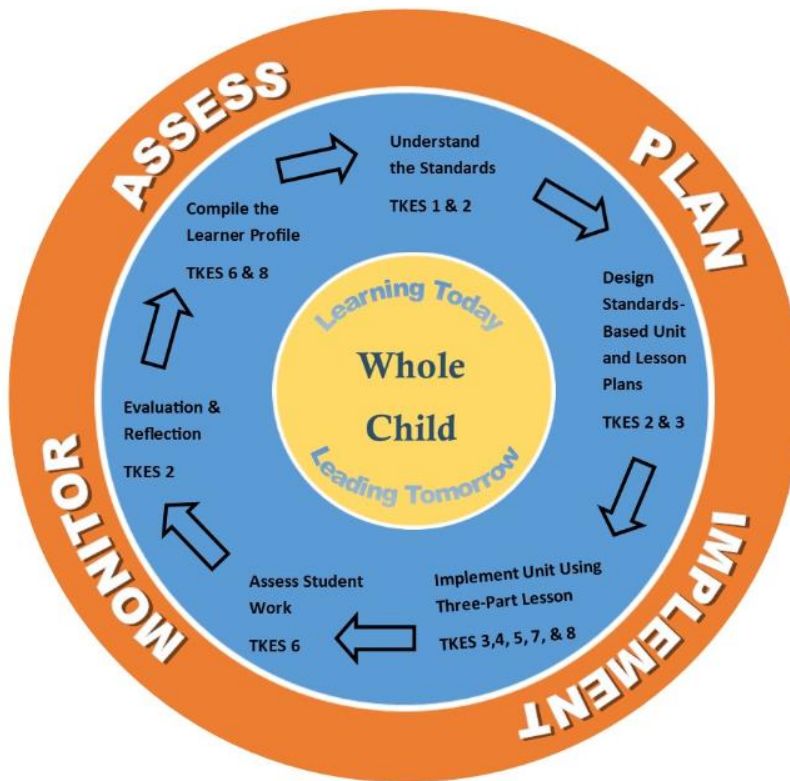 ASSESS
PLAN
IMPLEMENT
MONITOR
Understand
the Standards
TKES 1 & 2
Design
Standards-
Based Unit
and Lesson
Plans
TKES 2 & 3
Implement Unit Using
Three-Part Lesson
TKES 3,4, 5, 7, & 8
Assess Student
Work
TKES 6
Evaluation &
Reflection
TKES 2
Compile the
Learner Profile
TKES 6 & 8
Learning Today
Whole
Child
Leading Tomorrow